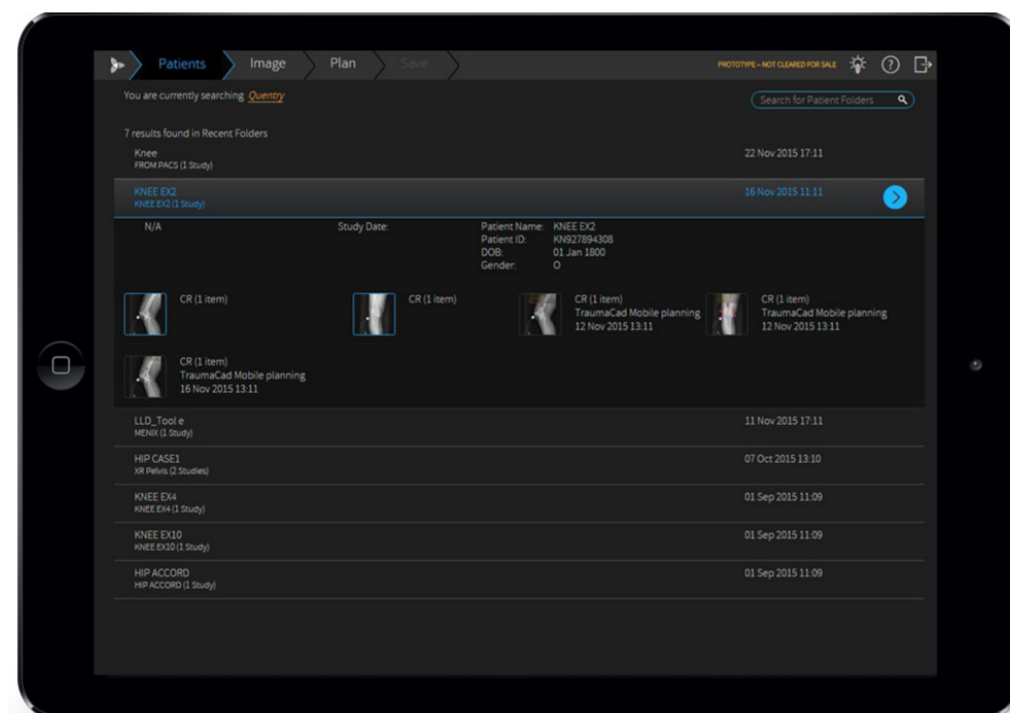 Patients
Image
Plan
Save
PROTOTYPE – NOT CLEARED FOR SALE
You are currently searching Quentry
Search for Patient Folders
7 results found in Recent Folders
Knee
22 Nov 2015 17:11
FROM PACS (1 Study)
KNEE EX2
16 Nov 2015 11:11
KNEE EX2 (1 Study)
N/A
Study Date:
Patient Name: KNEE EX2
Patient ID: KN927894308
DOB: 01 Jan 1800
Gender: O
CR (1 item)
CR (1 item)
CR (1 item)
TraumaCad Mobile planning
12 Nov 2015 13:11
CR (1 item)
TraumaCad Mobile planning
12 Nov 2015 13:11
CR (1 item)
TraumaCad Mobile planning
16 Nov 2015 13:11
LLD_Tool e
11 Nov 2015 17:11
MENIX (1 Study)
HIP CASE1
07 Oct 2015 13:10
XR Pelvis (2 Studies)
KNEE EX4
01 Sep 2015 11:09
KNEE EX4 (1 Study)
KNEE EX10
01 Sep 2015 11:09
KNEE EX10 (1 Study)
HIP ACCORD
01 Sep 2015 11:09
HIP ACCORD (1 Study)